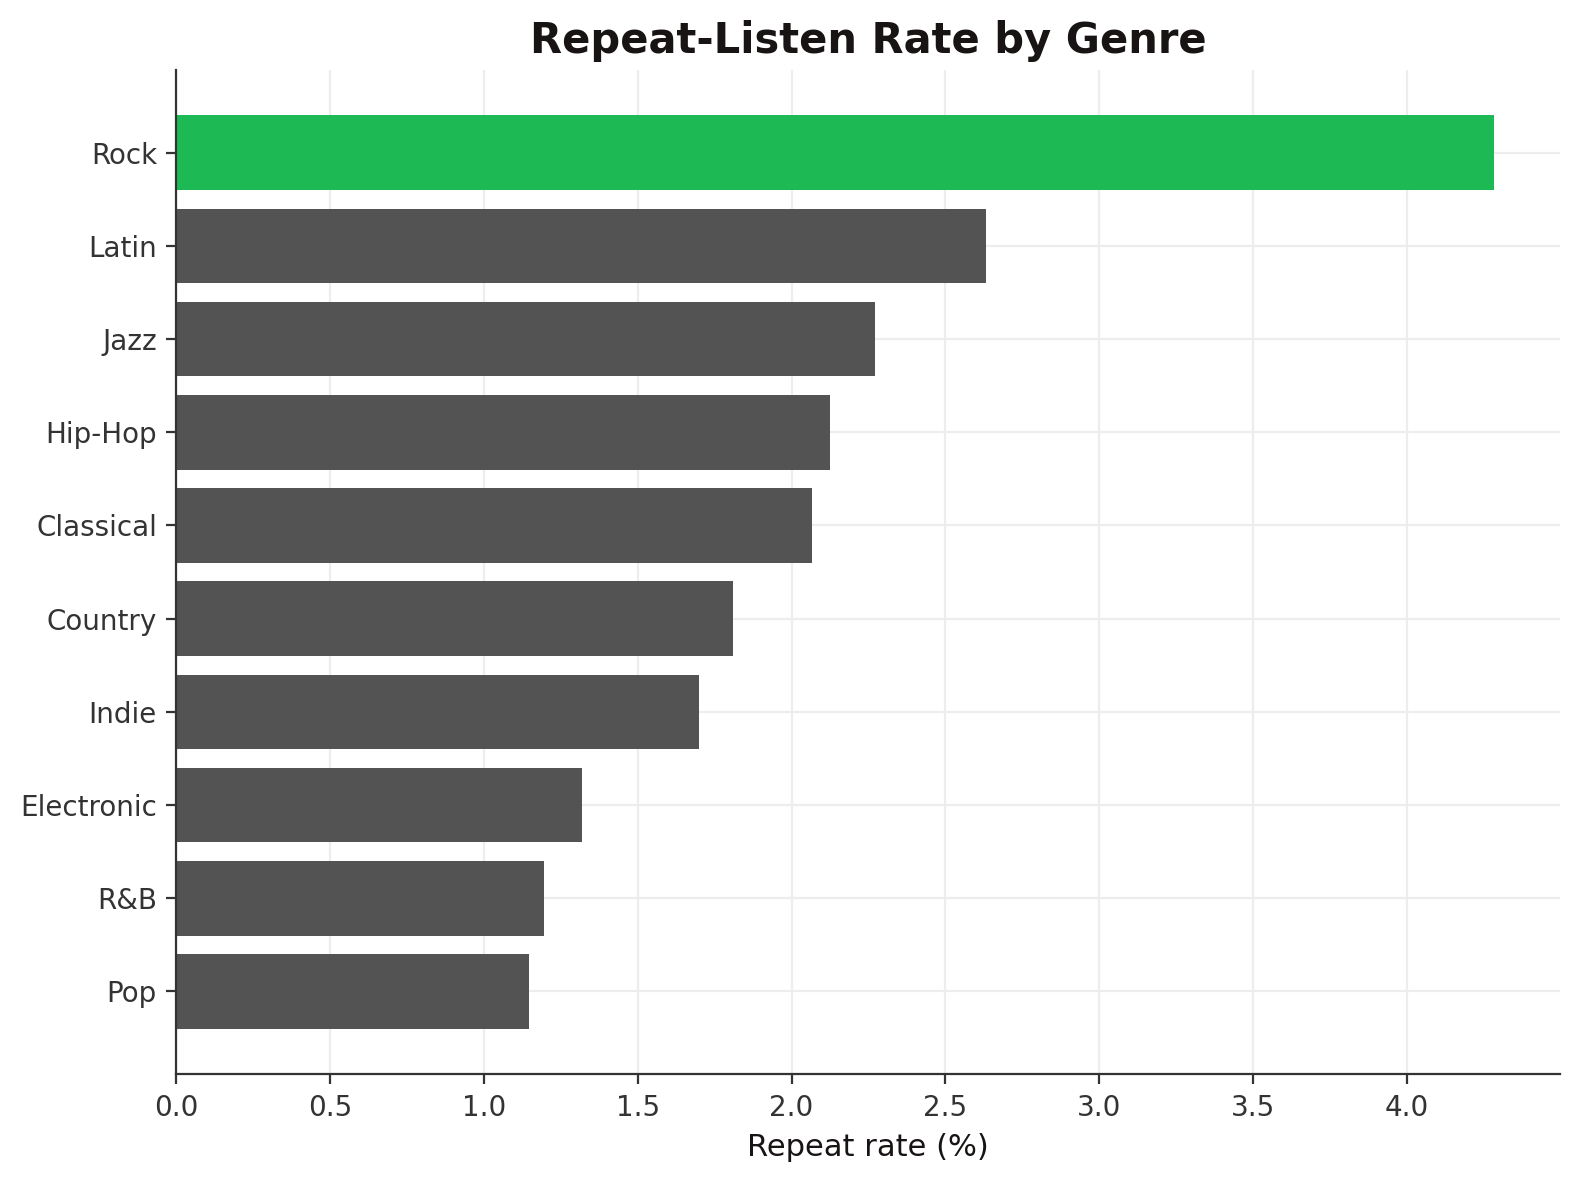 Repeat-Listen Rate by Genre
Rock
Latin
Jazz
Hip-Hop
Classical
Country
Indie
Electronic
R&B
Pop
0.0 0.5 1.0 1.5 2.0 2.5 3.0 3.5 4.0
Repeat rate (%)